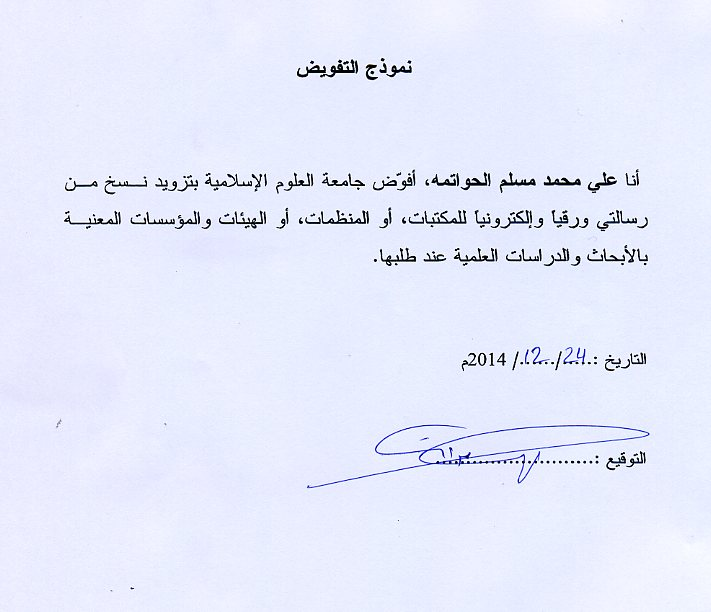 نموذج التفويض
أنا علي محمد مسلم الحواتمه، أفوّض جامعة العلوم الإسلامية بتزويد نسخ من
رسالتي ورقياً وإلكترونياً للمكتبات، أو المنظمات، أو الهيئات والمؤسسات المعنية
بالأبحاث والدراسات العلمية عند طلبها.
التاريخ :.24../..12../ 2014م
التوقيع :..........................